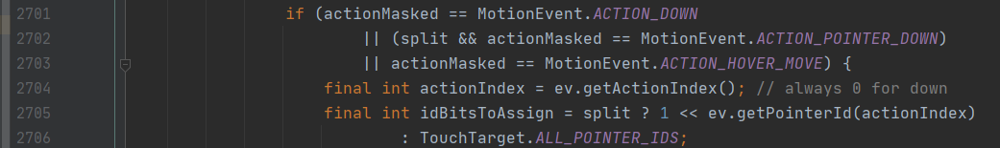 2701 if (actionMasked == MotionEvent.ACTION_DOWN
2702 || (split && actionMasked == MotionEvent.ACTION_POINTER_DOWN)
2703 || actionMasked == MotionEvent.ACTION_HOVER_MOVE) {
2704 final int actionIndex = ev.getActionIndex(); // always 0 for down
2705 final int idBitsToAssign = split ? 1 << ev.getPointerId(actionIndex)
2706 : TouchTarget.ALL_POINTER_IDS;